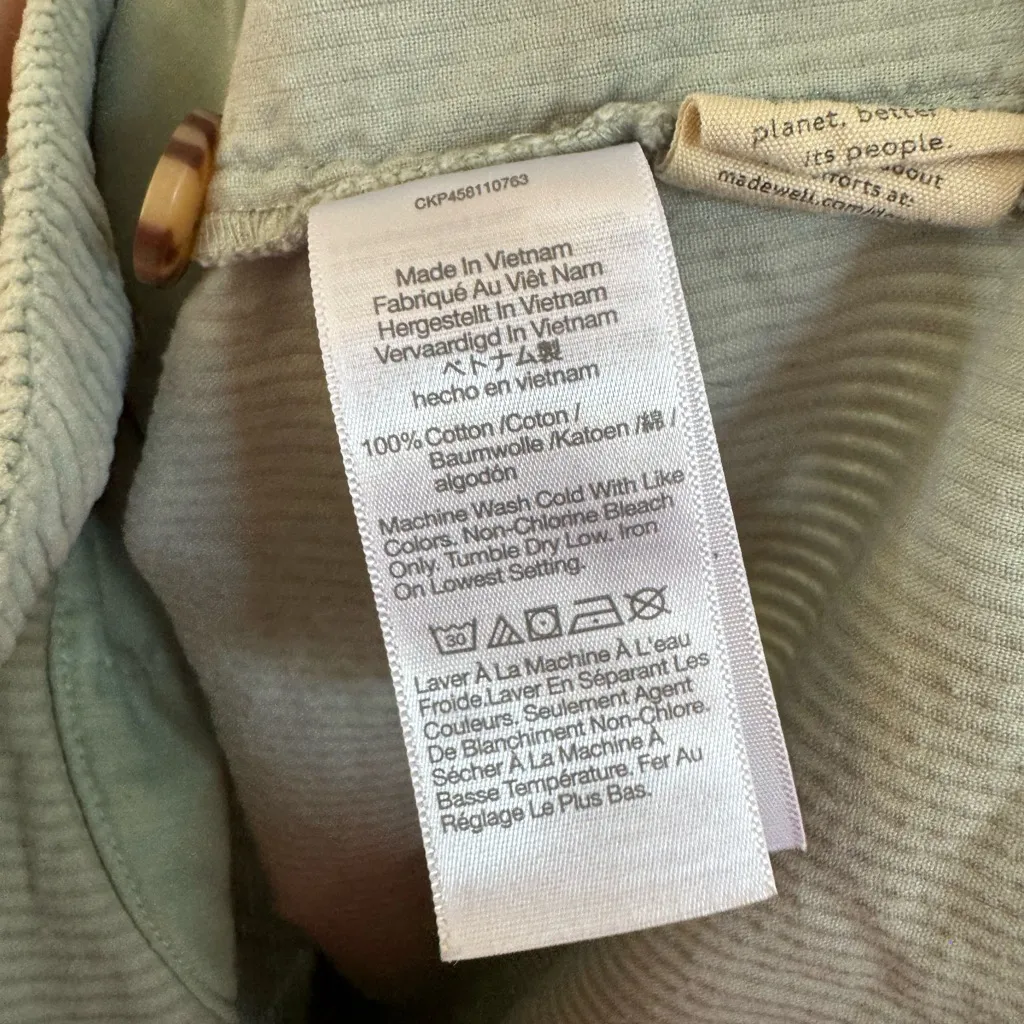 CKP458110763
Made In Vietnam
Fabriqué Au Viêt Nam
Hergestellt In Vietnam
Vervaardigd In Vietnam
ベトナム製
hecho en vietnam
100% Cotton /Coton /
Baumwolle /Katoen /綿 /
algodón
Machine Wash Cold With Like
Colors. Non-Chlorine Bleach
Only. Tumble Dry Low. Iron
On Lowest Setting.
30
Laver À La Machine À L'eau
Froide.Laver En Séparant Les
Couleurs. Seulement Agent
De Blanchiment Non-Chlore.
Sécher À La Machine À
Basse Température. Fer Au
Réglage Le Plus Bas.
planet, better
its people
about
at:
madewell.com/